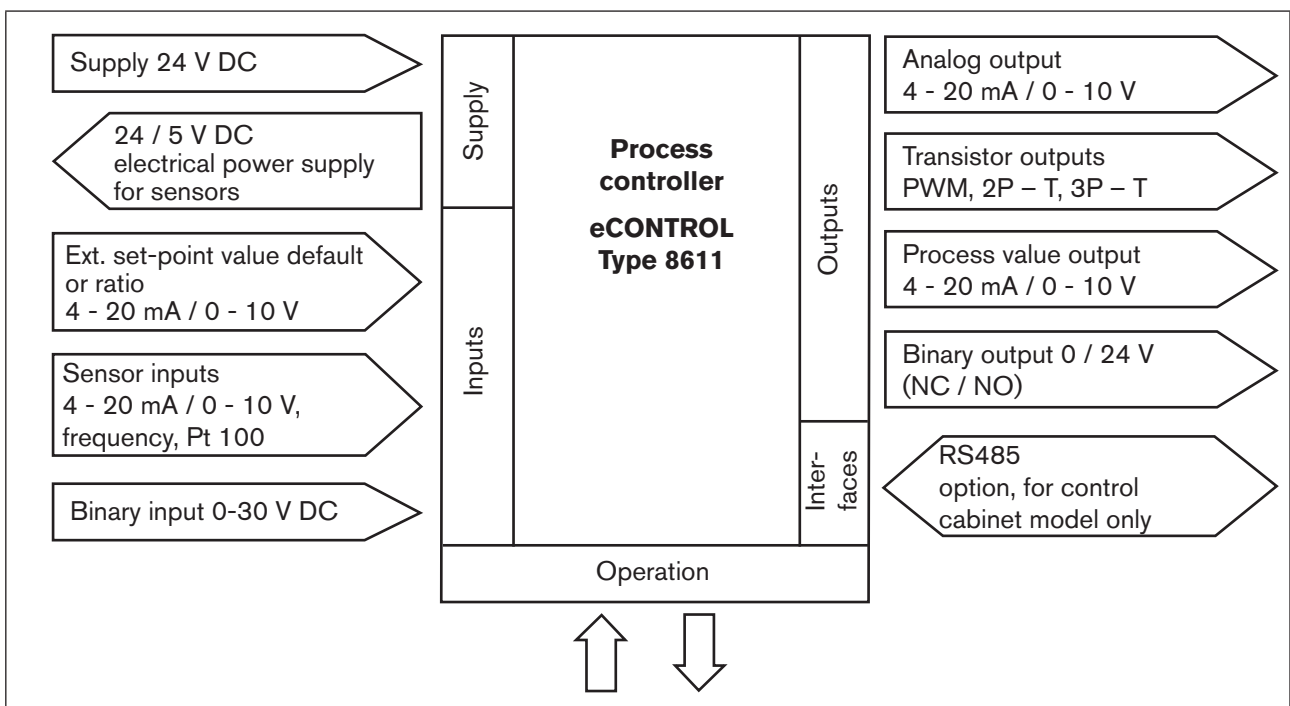 Supply 24 V DC
24 / 5 V DC
electrical power supply
for sensors
Ext. set-point value default
or ratio
4 - 20 mA / 0 - 10 V
Sensor inputs
4 - 20 mA / 0 - 10 V,
frequency, Pt 100
Binary input 0-30 V DC
Supply
Inputs
Process
controller
eCONTROL
Type 8611
Outputs
Inter-
faces
Operation
Analog output
4 - 20 mA / 0 - 10 V
Transistor outputs
PWM, 2P – T, 3P – T
Process value output
4 - 20 mA / 0 - 10 V
Binary output 0 / 24 V
(NC / NO)
RS485
option, for control
cabinet model only